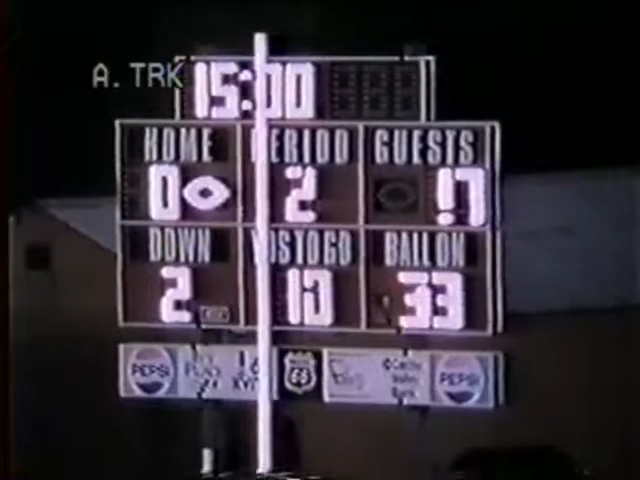 A. TRK
15:00
HOME PERIOD GUESTS
0 2 17
DOWN YDS TO GO BALL ON
2 10 33
PEPSI 66 PEPSI